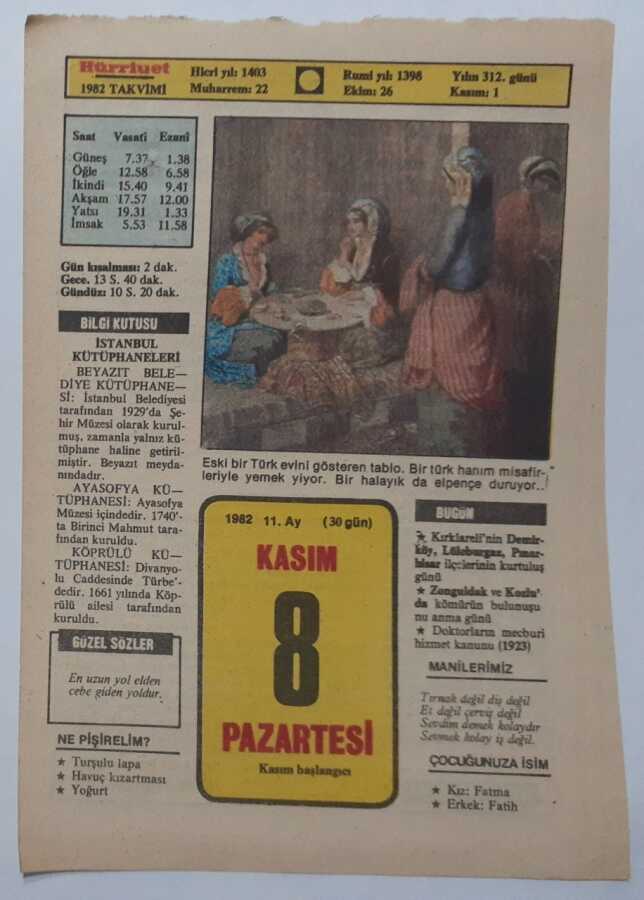 Hürriyet
1982 TAKVİMİ
Hicri yıl: 1403
Muharrem: 22
Rumi yıl: 1398
Ekim: 26
Yılın 312. günü
Kasım: 1
Saat Vasatî Ezanî
Güneş 7.37 1.38
Öğle 12.58 6.58
İkindi 15.40 9.41
Akşam 17.57 12.00
Yatsı 19.31 1.33
İmsak 5.53 11.58
Gün kısalması: 2 dak.
Gece. 13 S. 40 dak.
Gündüz: 10 S. 20 dak.
BİLGİ KUTUSU
İSTANBUL
KÜTÜPHANELERİ
BEYAZIT BELE—
DİYE KÜTÜPHANE—
Sİ: İstanbul Belediyesi
tarafından 1929'da Şe-
hir Müzesi olarak kurul-
muş, zamanla yalnız kü-
tüphane haline getiril-
miştir. Beyazıt meyda-
nındadır.
AYASOFYA KÜ—
TÜPHANESİ: Ayasofya
Müzesi içindedir. 1740'-
ta Birinci Mahmut tara-
fından kuruldu.
KÖPRÜLÜ KÜ—
TÜPHANESİ: Divanyo-
lu Caddesinde Türbe'-
dedir. 1661 yılında Köp-
rülü ailesi tarafından
kuruldu.
GÜZEL SÖZLER
En uzun yol elden
cebe giden yoldur.
NE PİŞİRELİM?
★ Turşulu lapa
★ Havuç kızartması
★ Yoğurt
Eski bir Türk evini gösteren tablo. Bir türk hanım misafir-
leriyle yemek yiyor. Bir halayık da elpençe duruyor..
1982 11. Ay (30 gün)
KASIM
8
PAZARTESİ
Kasım başlangıcı
BUGÜN
★ Kırklareli'nin Demir-
köy, Lüleburgaz, Pınar-
hisar ilçelerinin kurtuluş
günü
★ Zonguldak ve Kozlu'
da kömürün bulunuşu
nu anma günü
★ Doktorların mecburi
hizmet kanunu (1923)
MANİLERİMİZ
Tırnak değil diş değil
Et değil çerviş değil
Sevdim demek kolaydır
Sevmek kolay iş değil.
ÇOCUĞUNUZA İSİM
★ Kız: Fatma
★ Erkek: Fatih